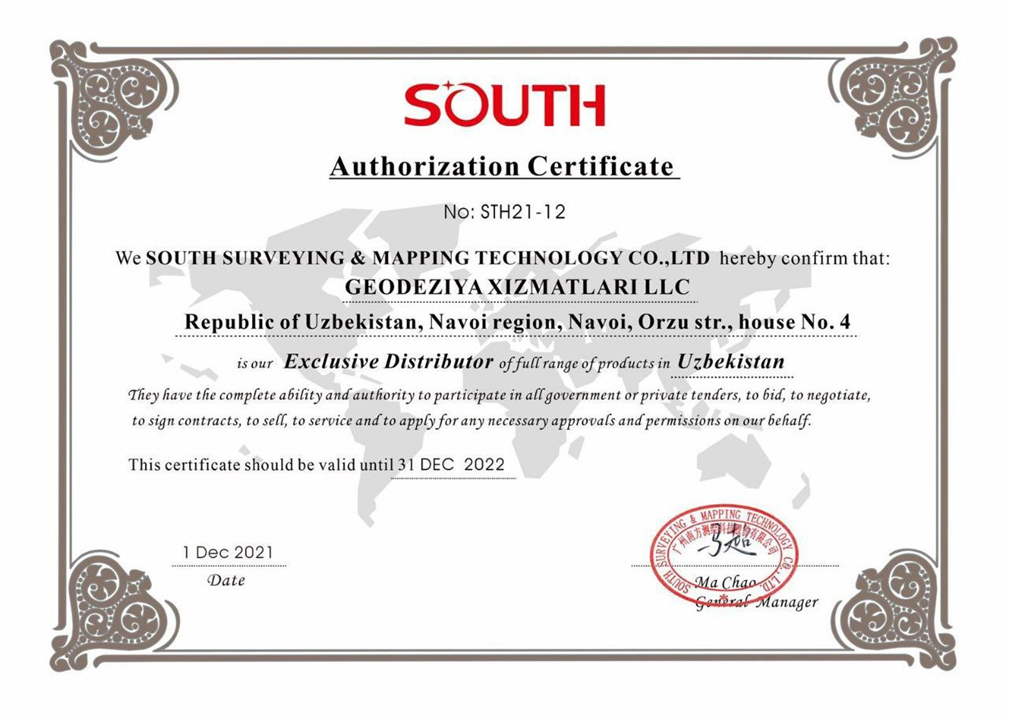 SOUTH
Authorization Certificate
No: STH21-12
We SOUTH SURVEYING & MAPPING TECHNOLOGY CO.,LTD hereby confirm that:
GEODEZIYA XIZMATLARI LLC
Republic of Uzbekistan, Navoi region, Navoi, Orzu str., house No. 4
is our Exclusive Distributor of full range of products in Uzbekistan
They have the complete ability and authority to participate in all government or private tenders, to bid, to negotiate,
to sign contracts, to sell, to service and to apply for any necessary approvals and permissions on our behalf.
This certificate should be valid until 31 DEC 2022
SOUTH SURVEYING & MAPPING TECHNOLOGY CO., LTD.
广州南方测绘科技股份有限公司
1 Dec 2021
Date
Ma Chao
General Manager